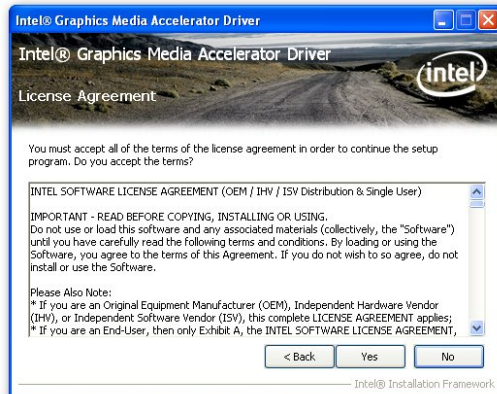 Intel® Graphics Media Accelerator Driver
Intel® Graphics Media Accelerator Driver
intel
License Agreement
You must accept all of the terms of the license agreement in order to continue the setup
program. Do you accept the terms?
INTEL SOFTWARE LICENSE AGREEMENT (OEM / IHV / ISV Distribution & Single User)
IMPORTANT - READ BEFORE COPYING, INSTALLING OR USING.
Do not use or load this software and any associated materials (collectively, the "Software")
until you have carefully read the following terms and conditions. By loading or using the
Software, you agree to the terms of this Agreement. If you do not wish to so agree, do not
install or use the Software.
Please Also Note:
* If you are an Original Equipment Manufacturer (OEM), Independent Hardware Vendor
(IHV), or Independent Software Vendor (ISV), this complete LICENSE AGREEMENT applies;
* If you are an End-User, then only Exhibit A, the INTEL SOFTWARE LICENSE AGREEMENT,
< Back Yes No
Intel® Installation Framework